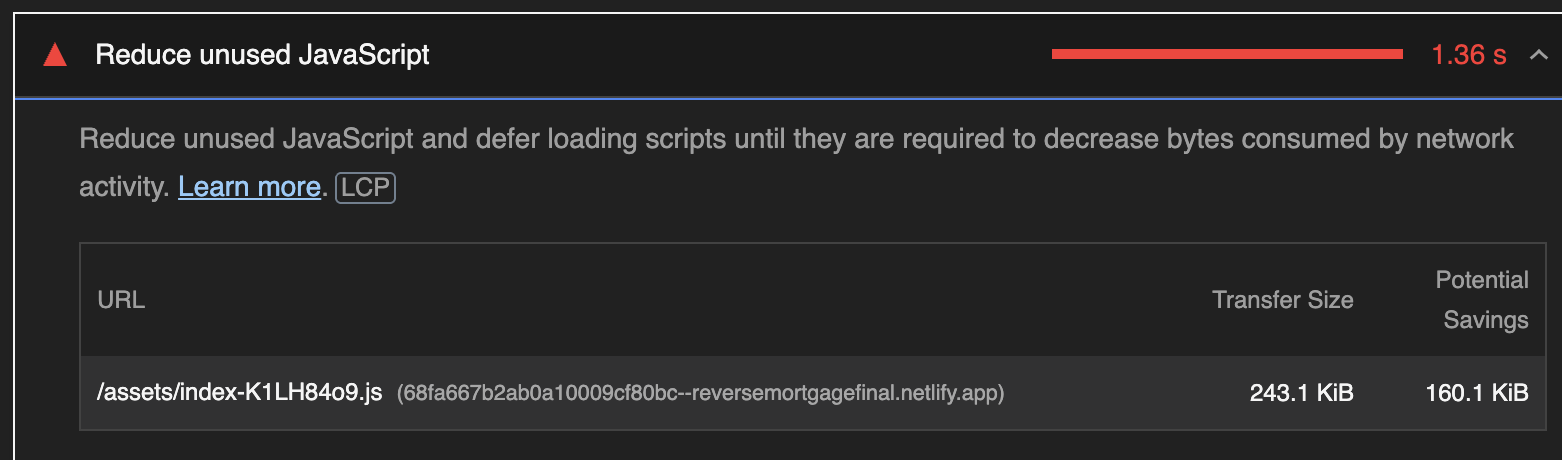 Reduce unused JavaScript 1.36 s
Reduce unused JavaScript and defer loading scripts until they are required to decrease bytes consumed by network
activity. Learn more. LCP
URL Transfer Size Potential
Savings
/assets/index-K1LH84o9.js (68fa667b2ab0a10009cf80bc--reversemortgagefinal.netlify.app) 243.1 KiB 160.1 KiB